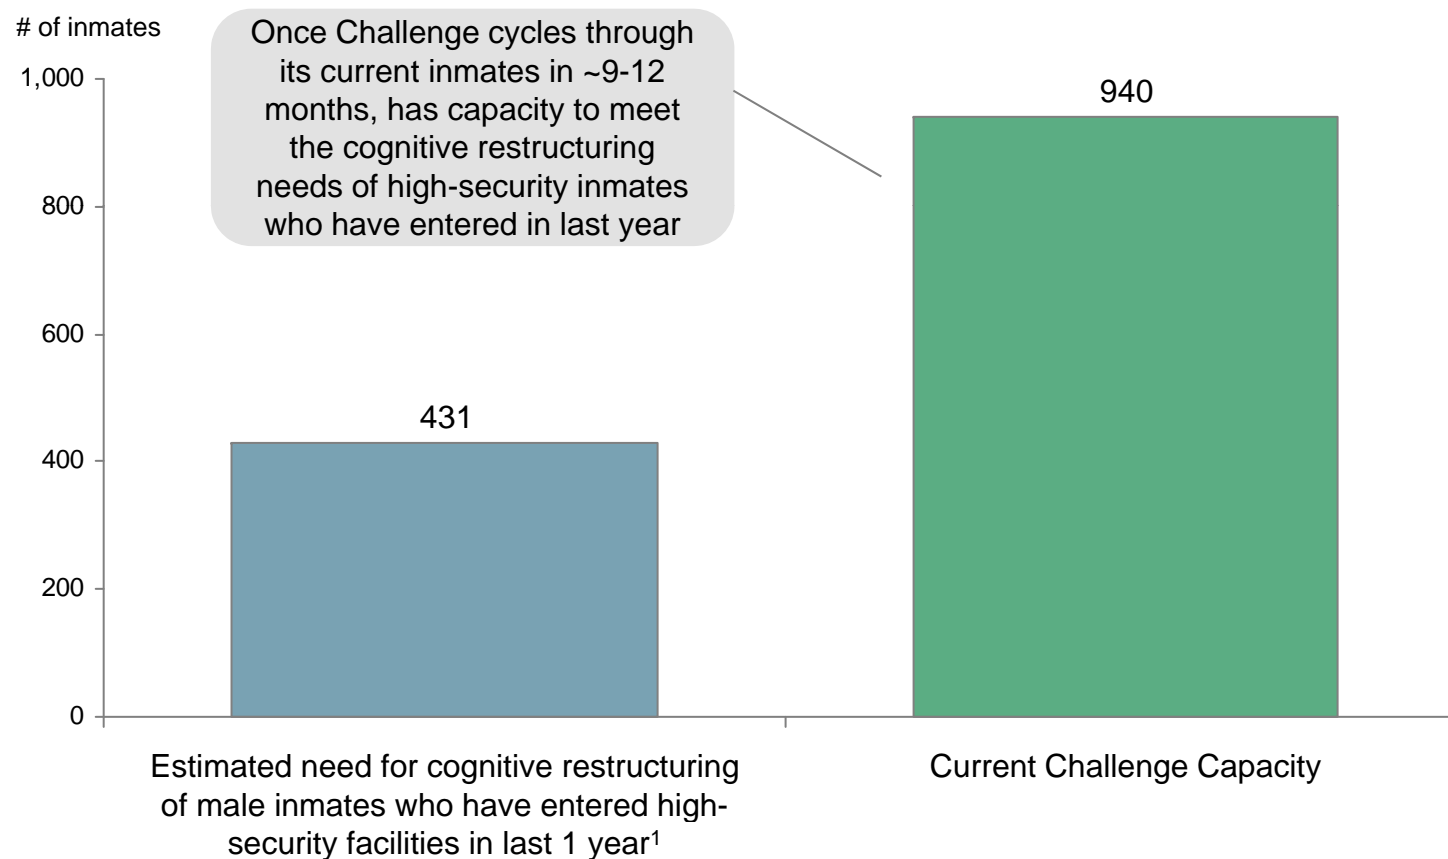 # of inmates
Once Challenge cycles through
its current inmates in ~9-12
months, has capacity to meet
the cognitive restructuring
needs of high-security inmates
who have entered in last year
1,000
800
600
400
200
0
431
940
Estimated need for cognitive restructuring
of male inmates who have entered high-
security facilities in last 1 year¹
Current Challenge Capacity